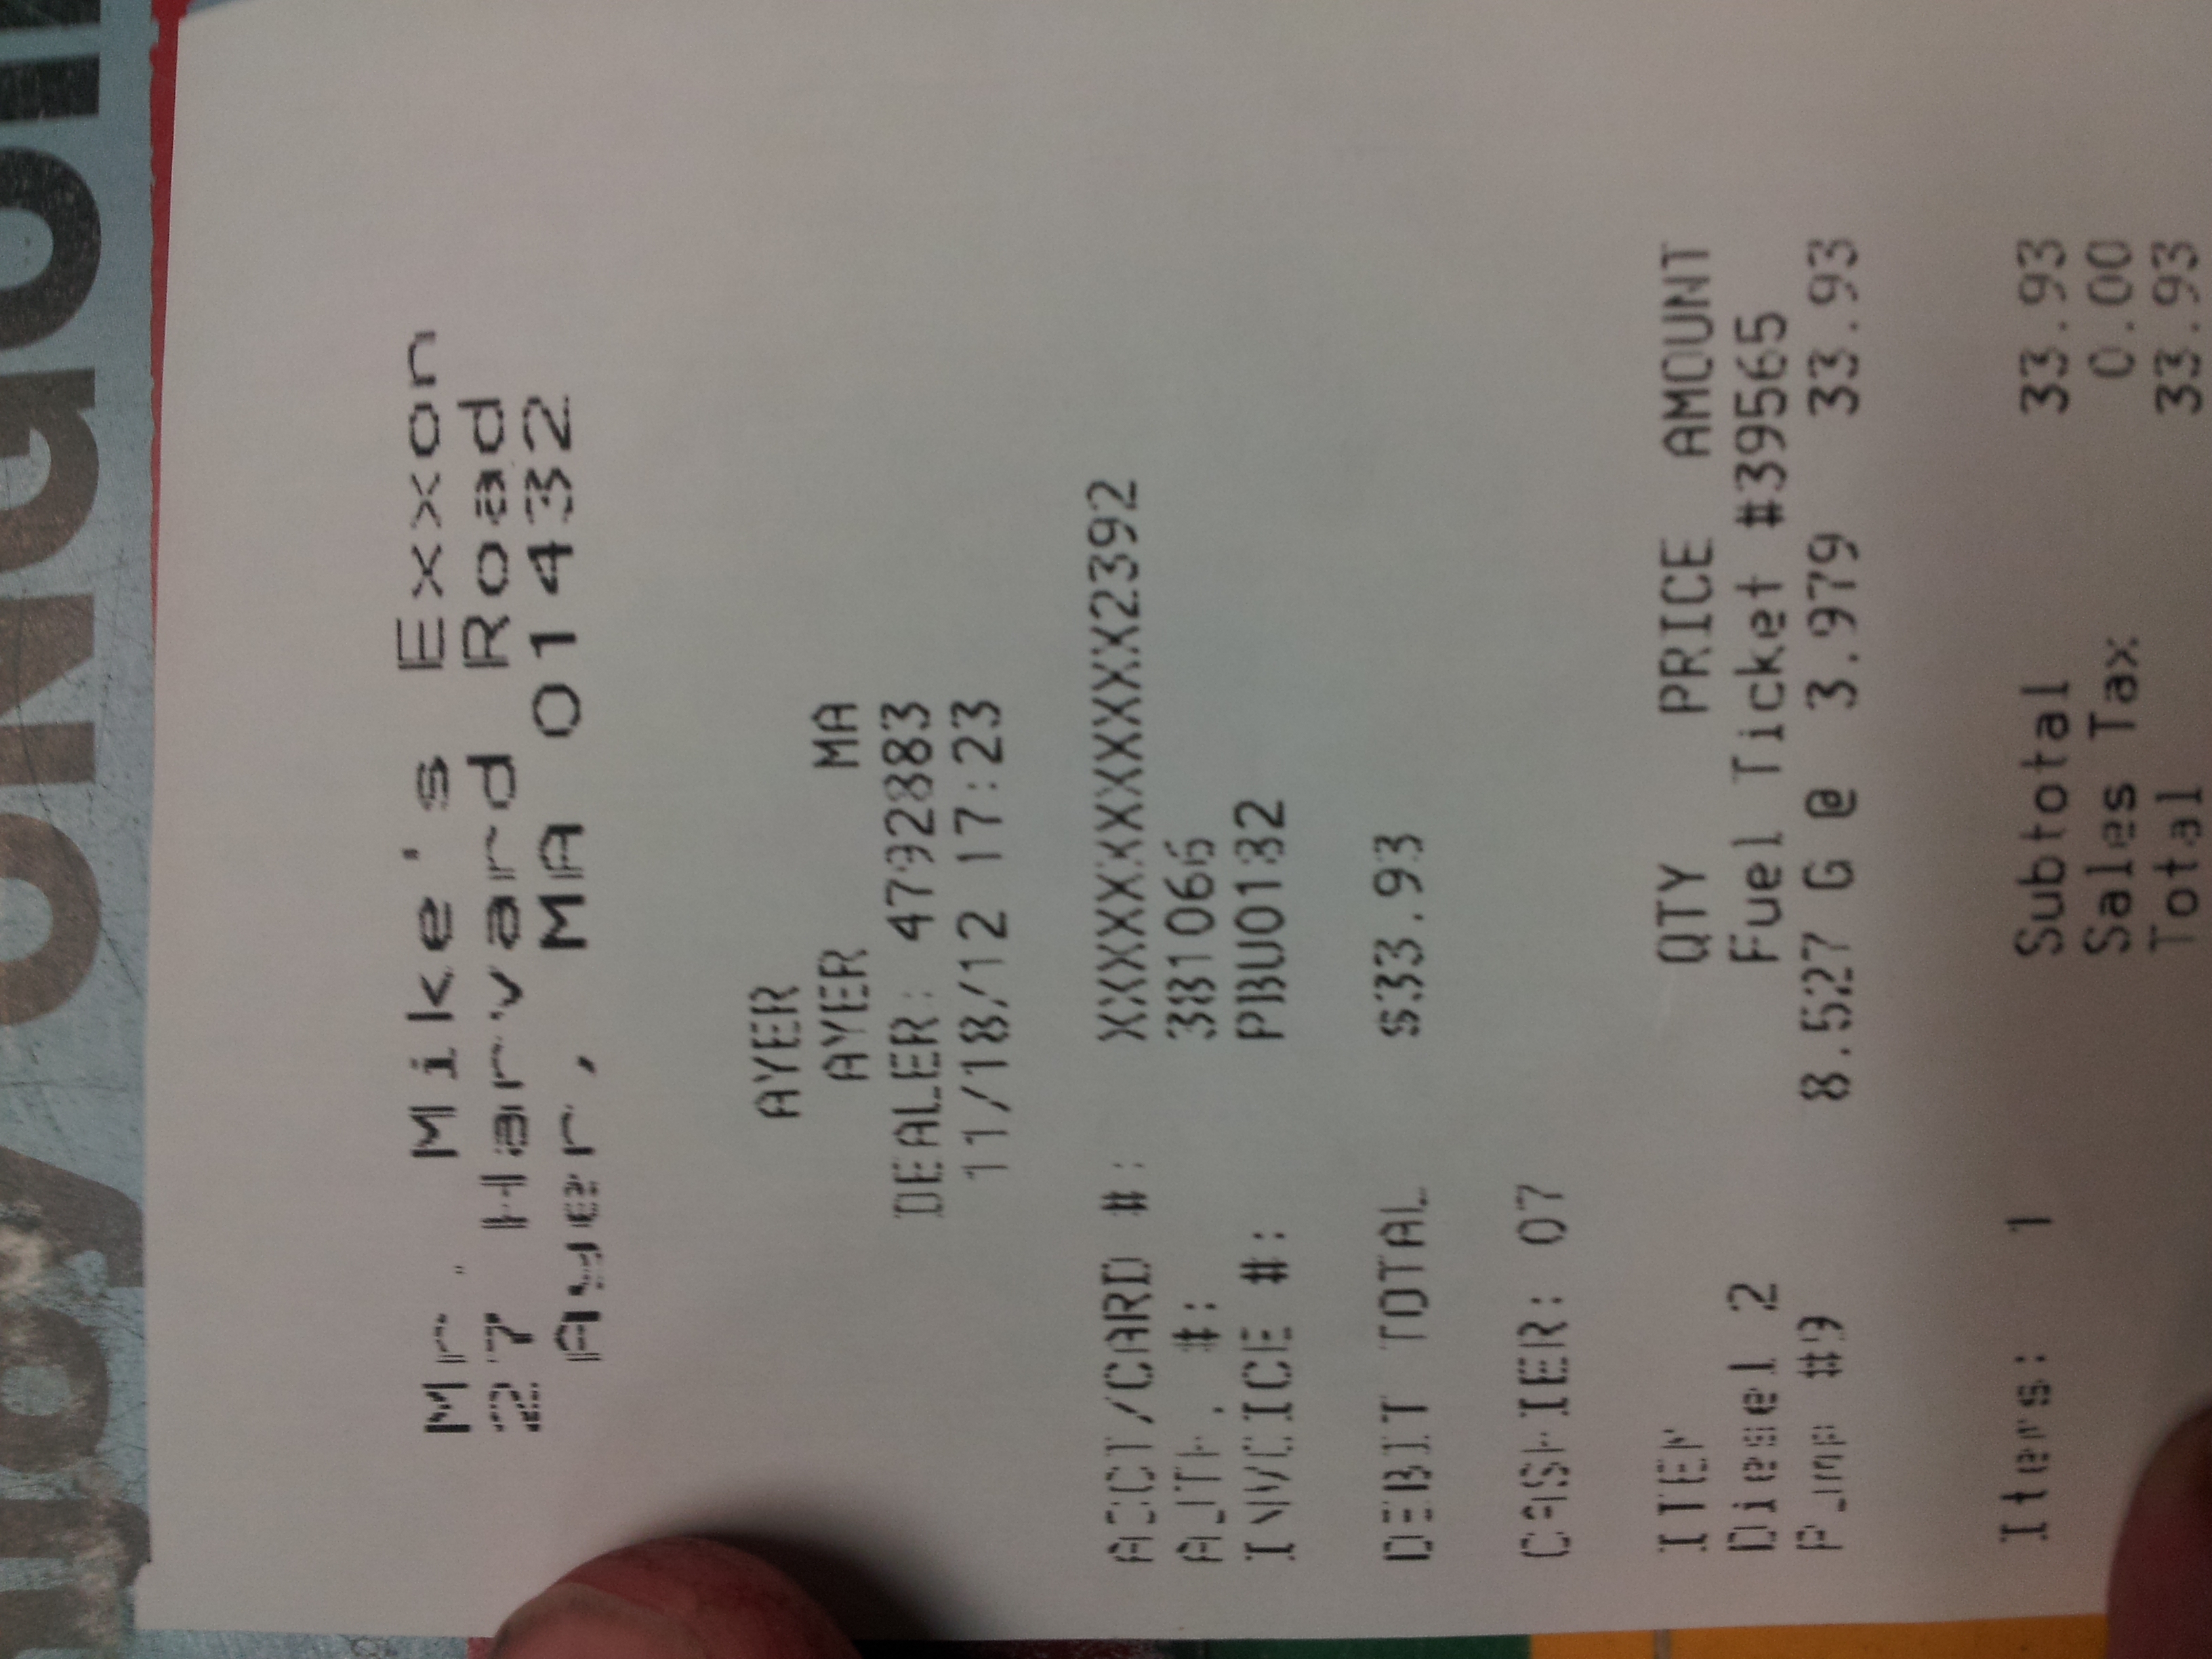 Mr. Mike's Exxon
27 Harvard Road
Ayer, MA 01432
AYER
AYER MA
DEALER: 4792883
11/18/12 17:23
ACCT/CARD #: XXXXXXXXXXXXXXX2392
AUTH. #: 381066
INVOICE #: PBU0132
DEBIT TOTAL $33.93
CASHIER: 07
ITEM QTY PRICE AMOUNT
Diesel 2 Fuel Ticket #39565
Pump #9 8.527 G @ 3.979 33.93
Items: 1 Subtotal 33.93
Sales Tax 0.00
Total 33.93